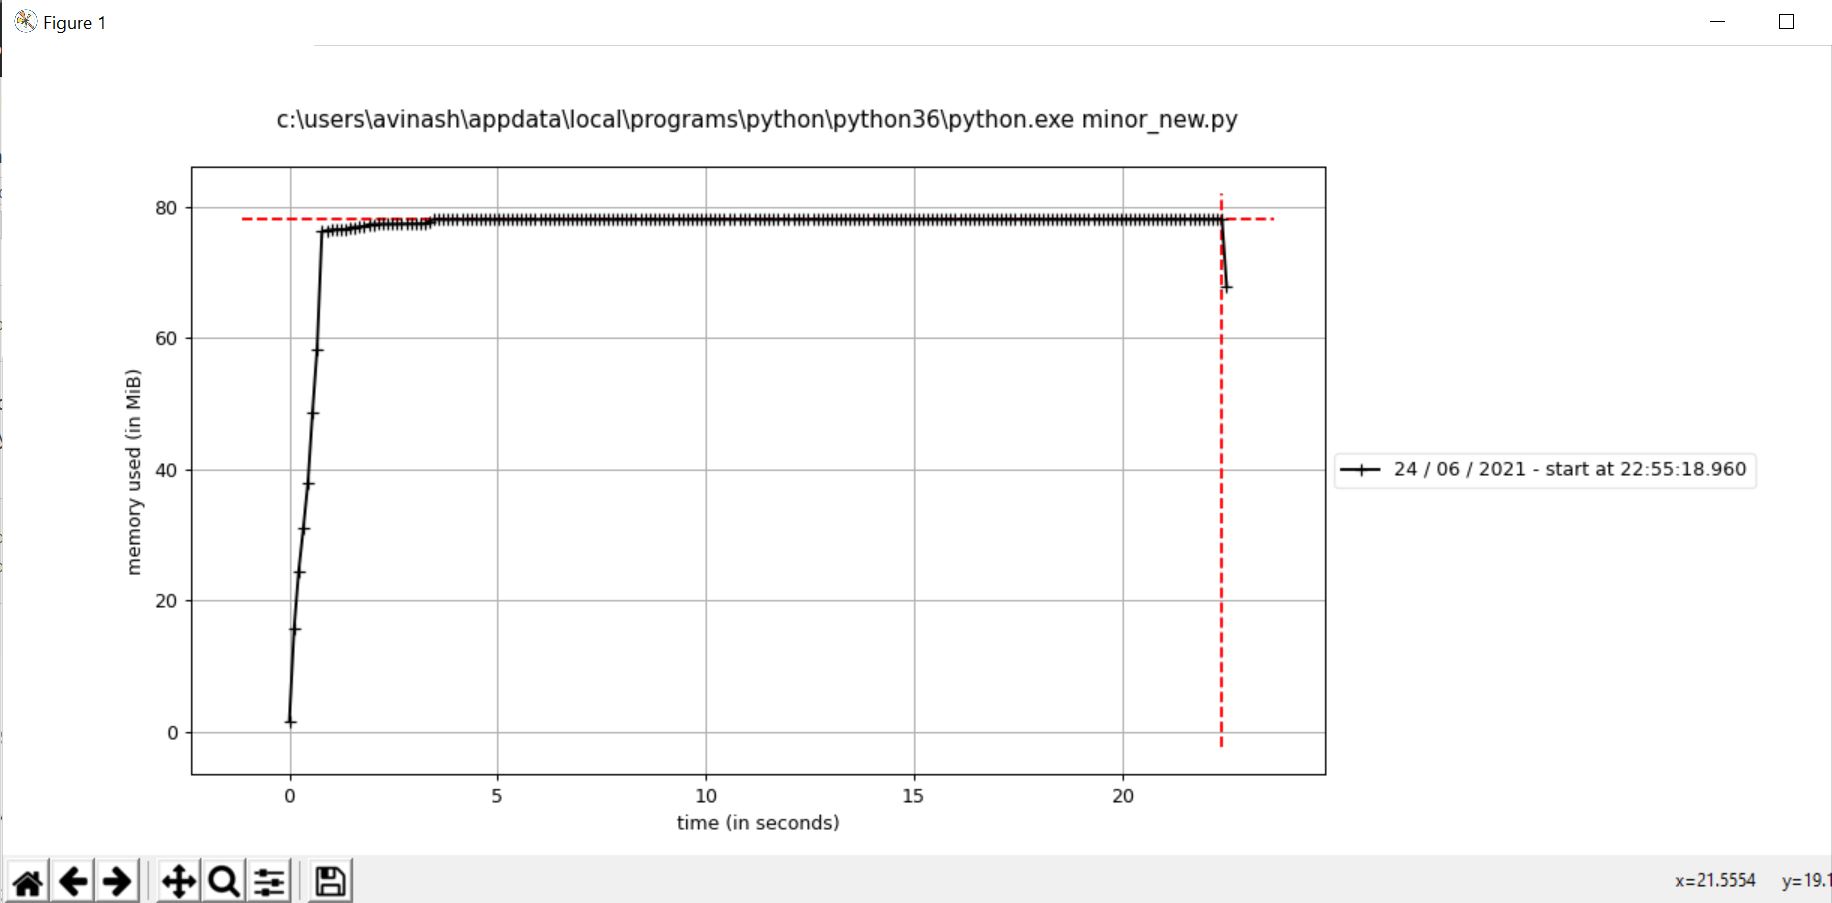 Figure 1
c:\users\avinash\appdata\local\programs\python\python36\python.exe minor_new.py
80
60
40
20
0
memory used (in MiB)
0 5 10 15 20
time (in seconds)
24 / 06 / 2021 - start at 22:55:18.960
x=21.5554 y=19.1